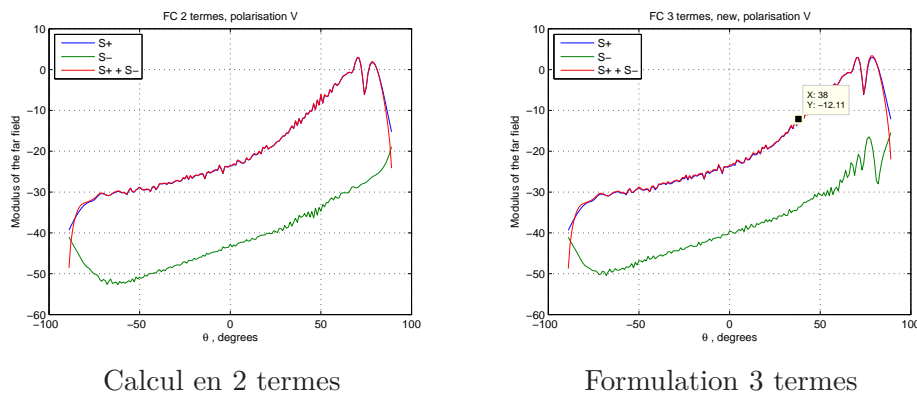 FC 2 termes, polarisation V
S+
S−
S+ + S−
Modulus of the far field
10
0
−10
−20
−30
−40
−50
−60
−100
−50
0
50
100
θ , degrees
Calcul en 2 termes
FC 3 termes, new, polarisation V
S+
S−
S+ + S−
X: 38
Y: −12.11
Modulus of the far field
10
0
−10
−20
−30
−40
−50
−60
−100
−50
0
50
100
θ , degrees
Formulation 3 termes